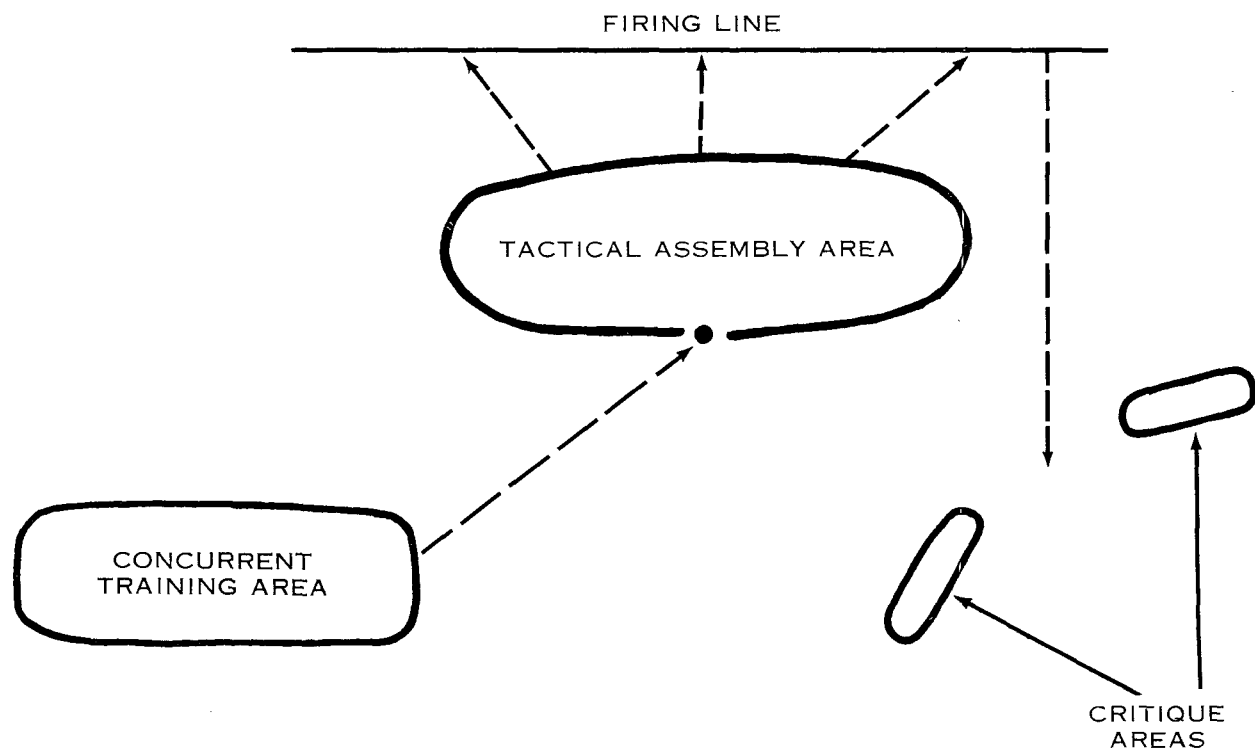 FIRING LINE
TACTICAL ASSEMBLY AREA
CONCURRENT
TRAINING AREA
CRITIQUE
AREAS